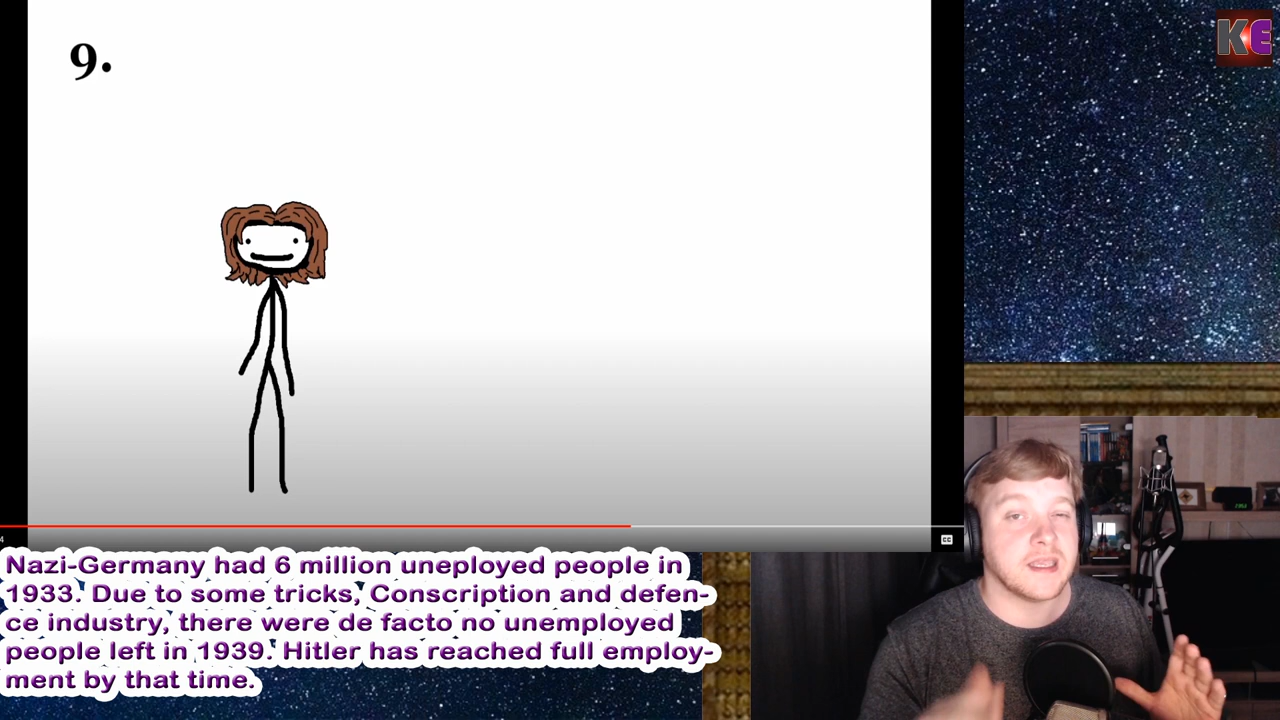 9.
KE
4
CC
Nazi-Germany had 6 million uneployed people in
1933. Due to some tricks, Conscription and defen-
ce industry, there were de facto no unemployed
people left in 1939. Hitler has reached full employ-
ment by that time.